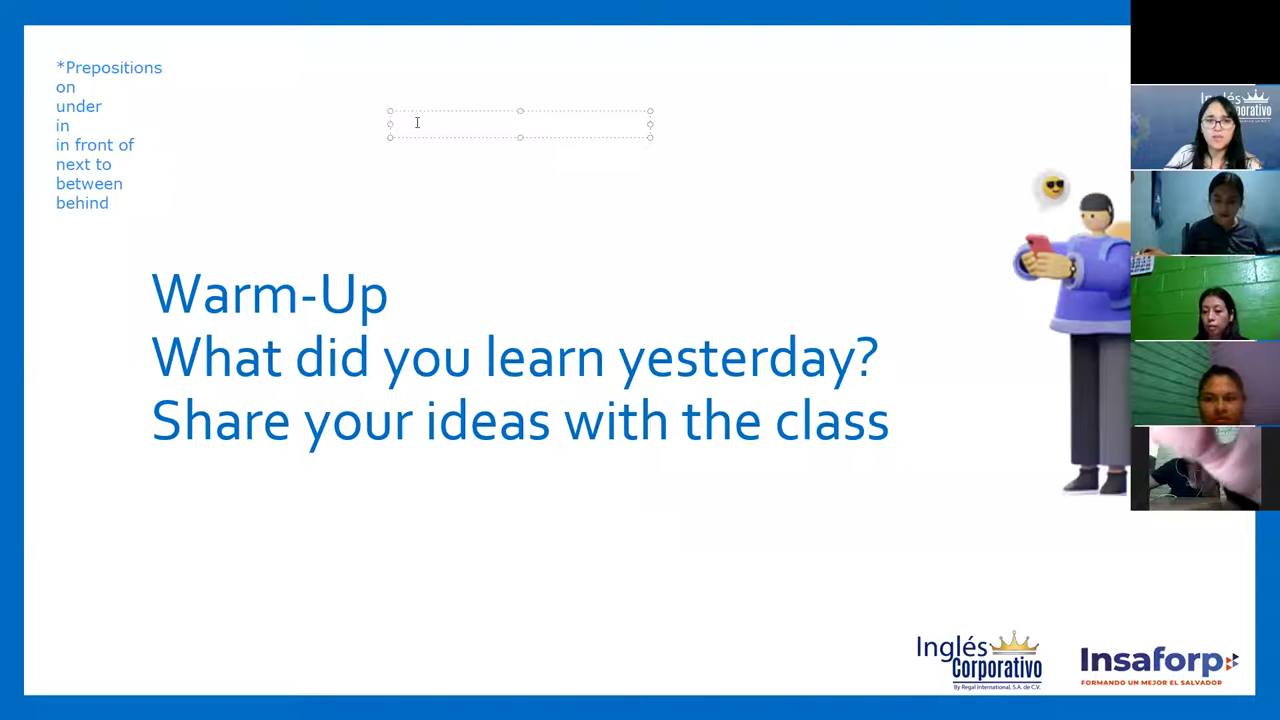 *Prepositions
on
under
in
in front of
next to
between
behind
Warm-Up
What did you learn yesterday?
Share your ideas with the class
Inglés
Corporativo
By Regal International, S.A. de C.V.
Insaforp
FORMANDO UN MEJOR EL SALVADOR